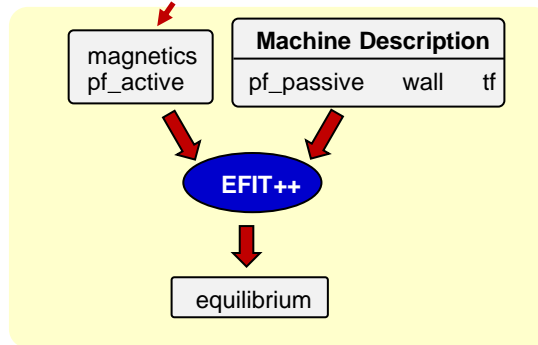 magnetics
pf_active
Machine Description
pf_passive wall tf
EFIT++
equilibrium